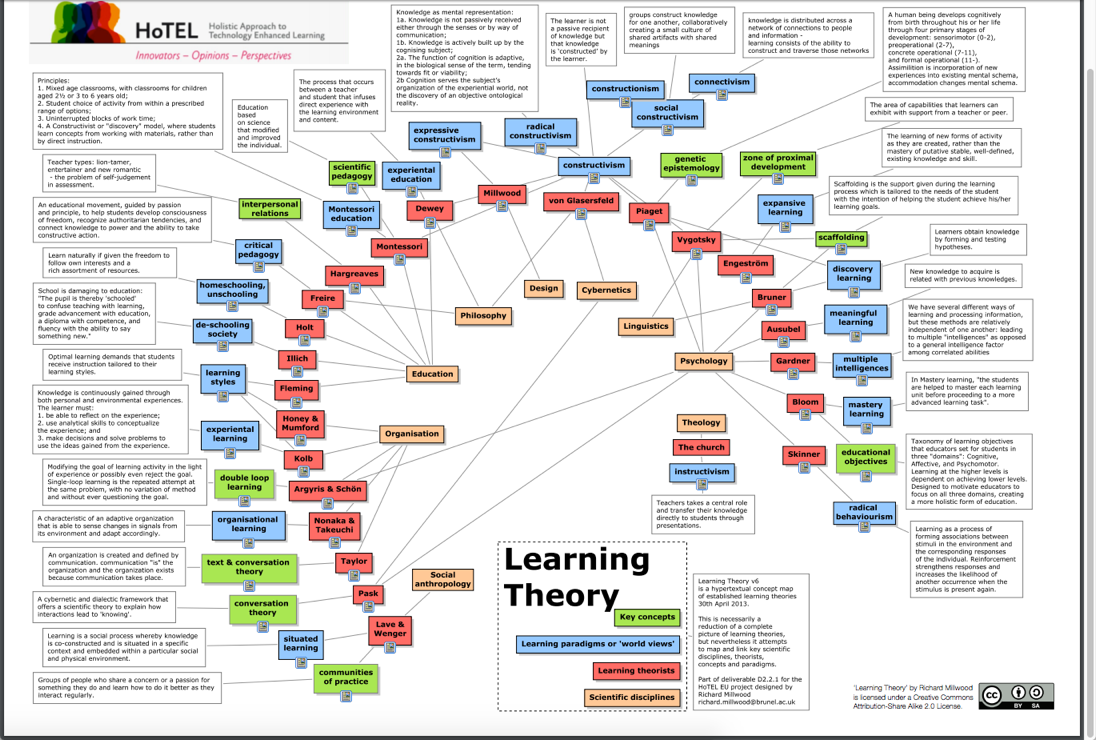 HoTEL
Holistic Approach to
Technology Enhanced Learning
Innovators – Opinions – Perspectives
Knowledge as mental representation:
1a. Knowledge is not passively received
either through the senses or by way of
communication;
1b. Knowledge is actively built up by the
cognising subject;
2a. The function of cognition is adaptive,
in the biological sense of the term, tending
towards fit or viability;
2b Cognition serves the subject's
organization of the experiential world, not
the discovery of an objective ontological
reality.
The learner is not
a passive recipient
of knowledge but
that knowledge
is 'constructed' by
the learner.
groups construct knowledge
for one another, collaboratively
creating a small culture of
shared artifacts with shared
meanings
knowledge is distributed across a
network of connections to people
and information -
learning consists of the ability to
construct and traverse those networks
A human being develops cognitively
from birth throughout his or her life
through four primary stages of
development: sensorimotor (0-2),
preoperational (2-7),
concrete operational (7-11),
and formal operational (11-).
Assimilation is incorporation of new
experiences into existing mental schema,
accommodation changes mental schema.
Principles:
1. Mixed age classrooms, with classrooms for children
aged 2½ or 3 to 6 years old;
2. Student choice of activity from within a prescribed
range of options;
3. Uninterrupted blocks of work time;
4. A Constructivist or "discovery" model, where students
learn concepts from working with materials, rather than
by direct instruction.
Education
based
on science
that modified
and improved
the individual.
The process that occurs
between a teacher
and student that infuses
direct experience with
the learning environment
and content.
The area of capabilities that learners can
exhibit with support from a teacher or peer.
The learning of new forms of activity
as they are created, rather than the
mastery of putative stable, well-defined,
existing knowledge and skill.
Scaffolding is the support given during the learning
process which is tailored to the needs of the student
with the intention of helping the student achieve his/her
learning goals.
Learners obtain knowledge
by forming and testing
hypotheses.
New knowledge to acquire is
related with previous knowledges.
We have several different ways of
learning and processing information,
but these methods are relatively
independent of one another: leading
to multiple "intelligences" as opposed
to a general intelligence factor
among correlated abilities
In Mastery learning, "the students
are helped to master each learning
unit before proceeding to a more
advanced learning task".
Taxonomy of learning objectives
that educators set for students in
three "domains": Cognitive,
Affective, and Psychomotor.
Learning at the higher levels is
dependent on achieving lower levels.
Designed to motivate educators to
focus on all three domains, creating
a more holistic form of education.
Learning as a process of
forming associations between
stimuli in the environment and
the corresponding responses
of the individual. Reinforcement
strengthens responses and
increases the likelihood of
another occurrence when the
stimulus is present again.
Teacher types: lion-tamer,
entertainer and new romantic
- the problem of self-judgement
in assessment.
An educational movement, guided by passion
and principle, to help students develop consciousness
of freedom, recognize authoritarian tendencies, and
connect knowledge to power and the ability to take
constructive action.
Learn naturally if given the freedom to
follow own interests and a
rich assortment of resources.
School is damaging to education:
"The pupil is thereby 'schooled'
to confuse teaching with learning,
grade advancement with education,
a diploma with competence, and
fluency with the ability to say
something new."
Optimal learning demands that students
receive instruction tailored to their
learning styles.
Knowledge is continuously gained through
both personal and environmental experiences.
The learner must:
1. be able to reflect on the experience;
2. use analytical skills to conceptualize
the experience; and
3. make decisions and solve problems to
use the ideas gained from the experience.
Modifying the goal of learning activity in the light
of experience or possibly even reject the goal.
Single-loop learning is the repeated attempt at
the same problem, with no variation of method
and without ever questioning the goal.
A characteristic of an adaptive organization
that is able to sense changes in signals from
its environment and adapt accordingly.
An organization is created and defined by
communication. communication "is" the organization
and the organization exists
because communication takes place.
A cybernetic and dialectic framework that
offers a scientific theory to explain how
interactions lead to 'knowing'.
Learning is a social process whereby knowledge
is co-constructed and is situated in a specific
context and embedded within a particular social
and physical environment.
Groups of people who share a concern or a passion for
something they do and learn how to do it better as they
interact regularly.
constructionism
connectivism
social
constructivism
expressive
constructivism
radical
constructivism
constructivism
genetic
epistemology
zone of proximal
development
scientific
pedagogy
experiential
education
Millwood
von Glasersfeld
interpersonal
relations
Montessori
education
Dewey
Piaget
expansive
learning
critical
pedagogy
Montessori
Vygotsky
scaffolding
Hargreaves
Engeström
discovery
learning
homeschooling,
unschooling
Freire
Design
Cybernetics
Bruner
Philosophy
Linguistics
meaningful
learning
de-schooling
society
Holt
Ausubel
Illich
Psychology
Gardner
multiple
intelligences
learning
styles
Education
Fleming
Bloom
mastery
learning
Honey &
Mumford
Organisation
Theology
experiential
learning
Kolb
The church
Skinner
educational
objectives
instructivism
double loop
learning
Argyris & Schön
Teachers takes a central role
and transfer their knowledge
directly to students through
presentations.
radical
behaviourism
organisational
learning
Nonaka &
Takeuchi
text & conversation
theory
Taylor
Social
anthropology
conversation
theory
Pask
situated
learning
Lave &
Wenger
communities
of practice
Learning
Theory
Key concepts
Learning paradigms or 'world views'
Learning theorists
Scientific disciplines
Learning Theory v6
is a hypertextual concept map
of established learning theories
30th April 2013.
This is necessarily a
reduction of a complete
picture of learning theories,
but nevertheless it attempts
to map and link key scientific
disciplines, theorists,
concepts and paradigms.
Part of deliverable D2.2.1 for the
HoTEL EU project designed by
Richard Millwood
richard.millwood@brunel.ac.uk
'Learning Theory' by Richard Millwood
is licensed under a Creative Commons
Attribution-Share Alike 2.0 License.
CC BY SA